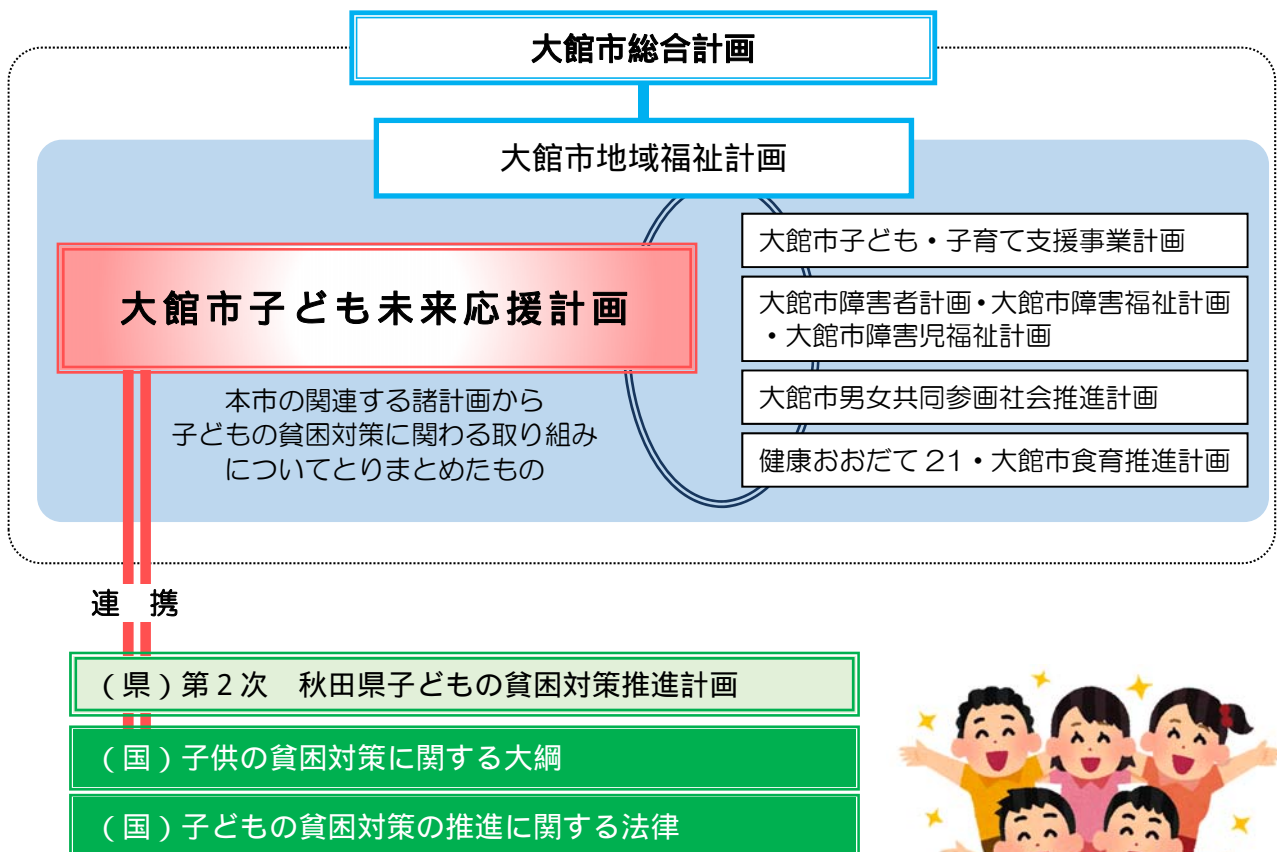 大館市総合計画
大館市地域福祉計画
大館市子ども未来応援計画
本市の関連する諸計画から
子どもの貧困対策に関わる取り組み
についてとりまとめたもの
大館市子ども・子育て支援事業計画
大館市障害者計画・大館市障害福祉計画
・大館市障害児福祉計画
大館市男女共同参画社会推進計画
健康おおだて 21・大館市食育推進計画
連 携
(県)第2次 秋田県子どもの貧困対策推進計画
(国)子供の貧困対策に関する大綱
(国)子どもの貧困対策の推進に関する法律